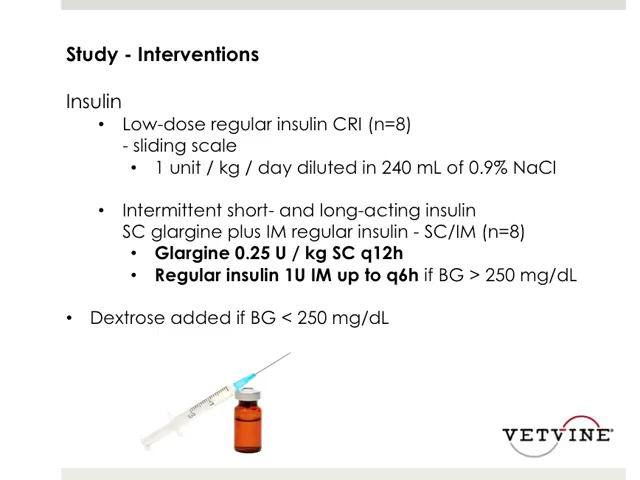 Study - Interventions
Insulin
• Low-dose regular insulin CRI (n=8)
- sliding scale
• 1 unit / kg / day diluted in 240 mL of 0.9% NaCl
• Intermittent short- and long-acting insulin
SC glargine plus IM regular insulin - SC/IM (n=8)
• Glargine 0.25 U / kg SC q12h
• Regular insulin 1U IM up to q6h if BG > 250 mg/dL
• Dextrose added if BG < 250 mg/dL
VETVINE®